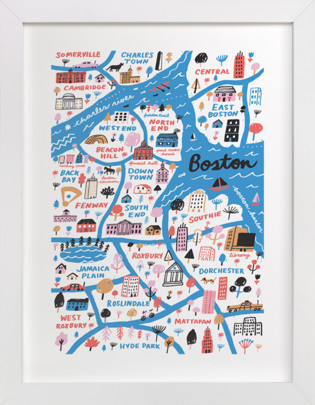 SOMERVILLE
CHARLES
TOWN
CENTRAL
CAMBRIDGE
charles river
EAST
BOSTON
WEST END
NORTH
END
BEACON
HILL
Boston
BACK
BAY
DOWN
TOWN
FENWAY
SOUTH
END
SOUTHIE
Library
ROXBURY
JAMAICA
PLAIN
DORCHESTER
ROSLINDALE
WEST
ROXBURY
MATTAPAN
HYDE PARK